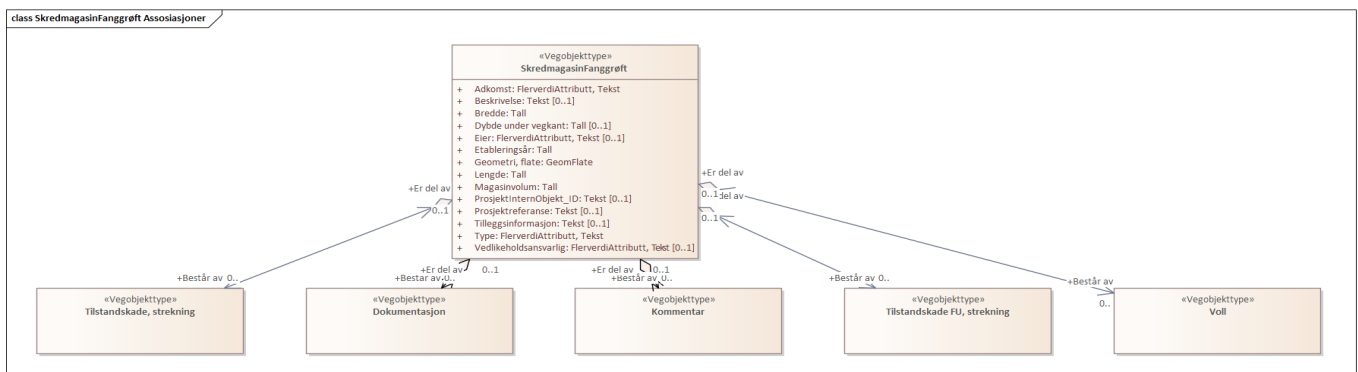 class SkredmagasinFanggrøft Assosiasjoner
«Vegobjekttype»
SkredmagasinFanggrøft
+ Adkomst: FlerverdiAttributt, Tekst
+ Beskrivelse: Tekst [0..1]
+ Bredde: Tall
+ Dybde under vegkant: Tall [0..1]
+ Eier: FlerverdiAttributt, Tekst [0..1]
+ Etableringsår: Tall
+ Geometri, flate: GeomFlate
+ Lengde: Tall
+ Magasinvolum: Tall
+ ProsjektInternObjekt_ID: Tekst [0..1]
+ Prosjektreferanse: Tekst [0..1]
+ Tilleggsinformasjon: Tekst [0..1]
+ Type: FlerverdiAttributt, Tekst
+ Vedlikeholdsansvarlig: FlerverdiAttributt, Tekst [0..1]
+Er del av
0..1
+Er del av
0..1
del av
0..1
+Er del av
0..1
+Er del av
0..1
+Består av 0..
+Består av 0..
+Består av 0..
+Består av 0..
+Består av
0..
«Vegobjekttype»
Tilstandskade, strekning
«Vegobjekttype»
Dokumentasjon
«Vegobjekttype»
Kommentar
«Vegobjekttype»
Tilstandskade FU, strekning
«Vegobjekttype»
Voll